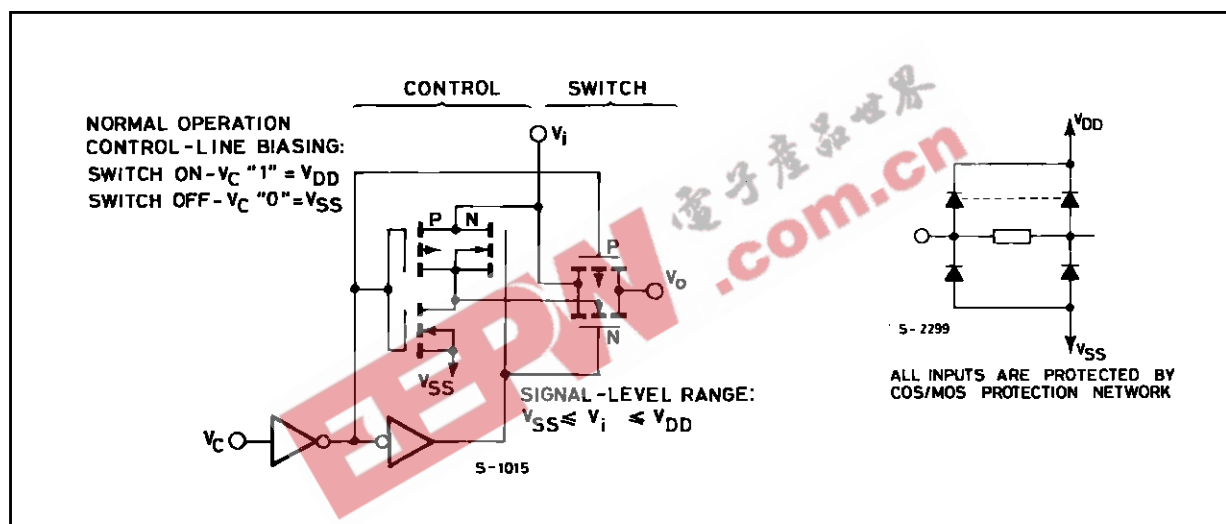 CONTROL
SWITCH
NORMAL OPERATION
CONTROL-LINE BIASING:
SWITCH ON-VC "1" = VDD
SWITCH OFF-VC "0"=VSS
Vi
P N
P
N
Vo
VSS
SIGNAL-LEVEL RANGE:
VSS ≤ Vi ≤ VDD
VC
S-1015
VDD
S-2299
VSS
ALL INPUTS ARE PROTECTED BY
COS/MOS PROTECTION NETWORK
EEPW
.com.cn
電子產品世界